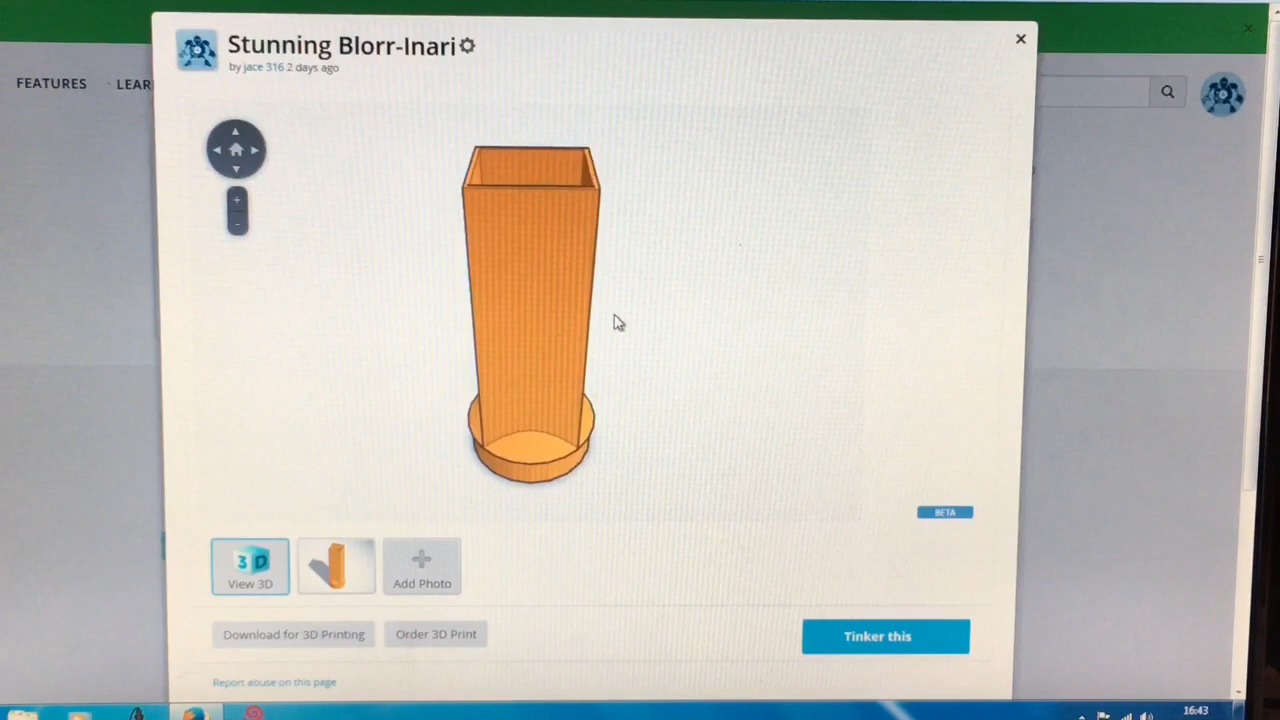 Stunning Blorr-Inari
by jace 316 2 days ago
FEATURES
LEAR
BETA
3D
View 3D
Add Photo
Download for 3D Printing
Order 3D Print
Tinker this
Report abuse on this page
16:43